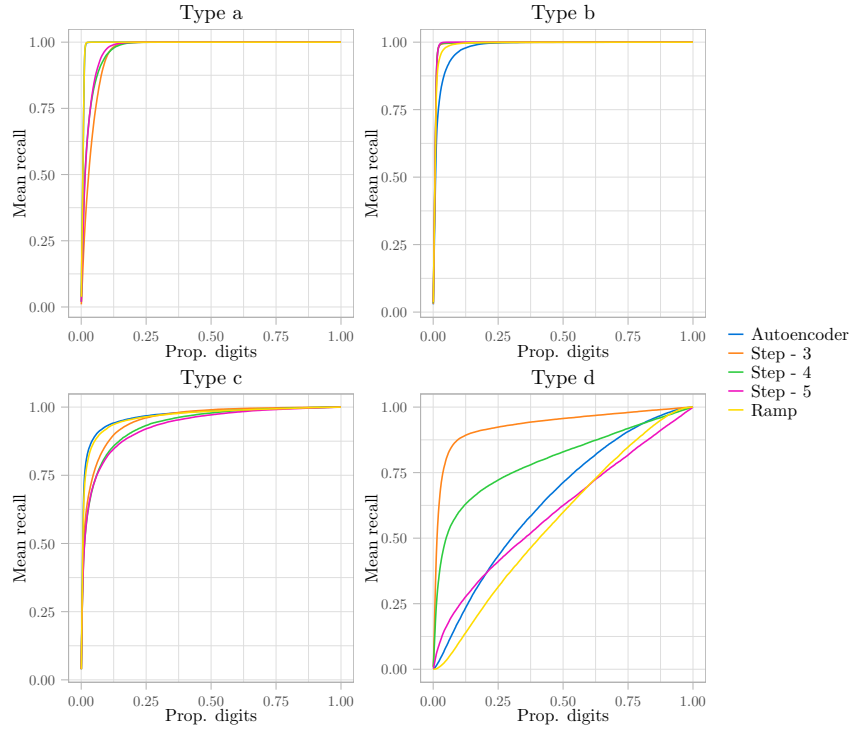 Type a
Type b
1.00
0.75
0.50
0.25
0.00
Mean recall
0.00 0.25 0.50 0.75 1.00
Prop. digits
1.00
0.75
0.50
0.25
0.00
Mean recall
0.00 0.25 0.50 0.75 1.00
Prop. digits
Type c
Type d
1.00
0.75
0.50
0.25
0.00
Mean recall
0.00 0.25 0.50 0.75 1.00
Prop. digits
1.00
0.75
0.50
0.25
0.00
Mean recall
0.00 0.25 0.50 0.75 1.00
Prop. digits
Autoencoder
Step - 3
Step - 4
Step - 5
Ramp